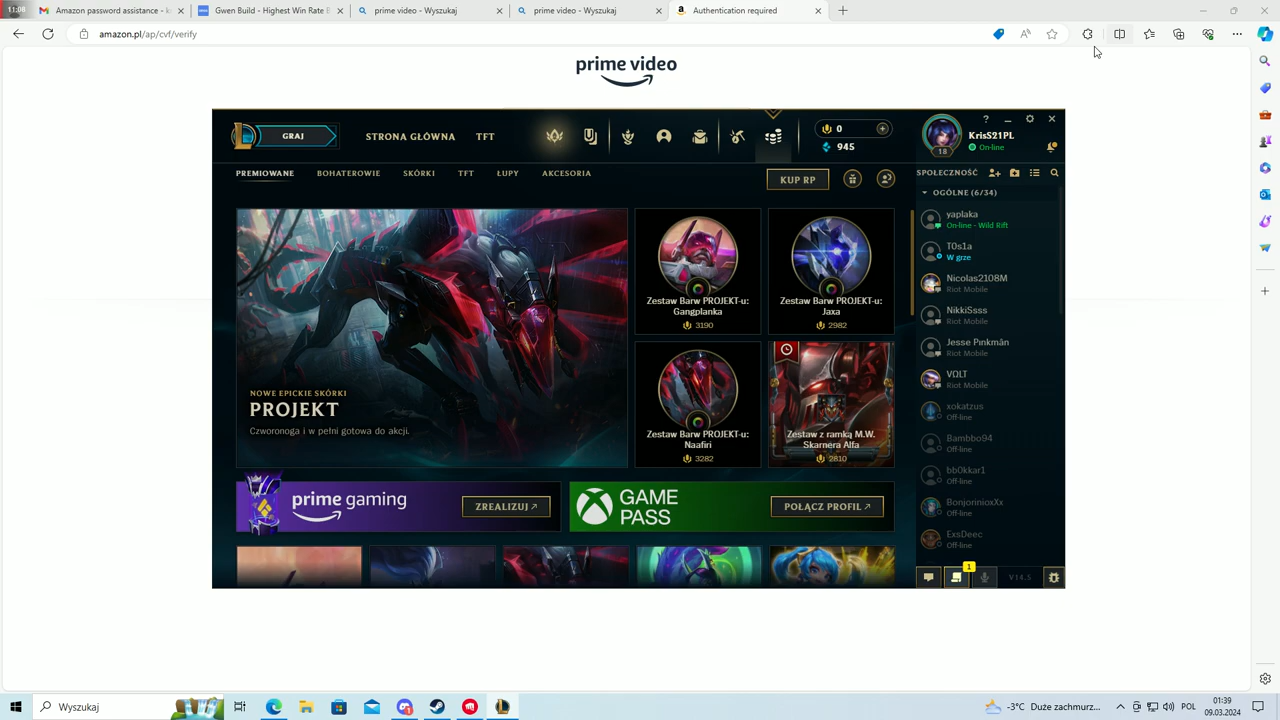 11:08
Amazon password assistance - k
Gwen Build - Highest Win Rate B
prime video - Wyszukaj
prime video - Wyszukaj
Authentication required
amazon.pl/ap/cvf/verify
prime video
GRAJ
STRONA GŁÓWNA
TFT
0
945
?
KrisS21PL
On-line
18
PREMIOWANE
BOHATEROWIE
SKÓRKI
TFT
ŁUPY
AKCESORIA
KUP RP
SPOŁECZNOŚĆ
OGÓLNE (6/34)
yaplaka
On-line - Wild Rift
T0s1a
W grze
Nicolas2108M
Riot Mobile
NikkiSsss
Riot Mobile
Jesse Pınkmân
Riot Mobile
VΩLT
Riot Mobile
xokatzus
Off-line
Bambbo94
Off-line
bb0kkar1
Off-line
BonjorinioxXx
Off-line
ExsDeec
Off-line
NOWE EPICKIE SKÓRKI
PROJEKT
Czworonoga i w pełni gotowa do akcji.
Zestaw Barw PROJEKT-u:
Gangplanka
3190
Zestaw Barw PROJEKT-u:
Jaxa
2982
Zestaw Barw PROJEKT-u:
Naafiri
3282
Zestaw z ramką M.W.
Skarnera Alfa
2810
prime gaming
ZREALIZUJ
GAME
PASS
POŁĄCZ PROFIL
1
V14.5
Wyszukaj
-3°C Duże zachmurz...
POL
01:39
09.03.2024